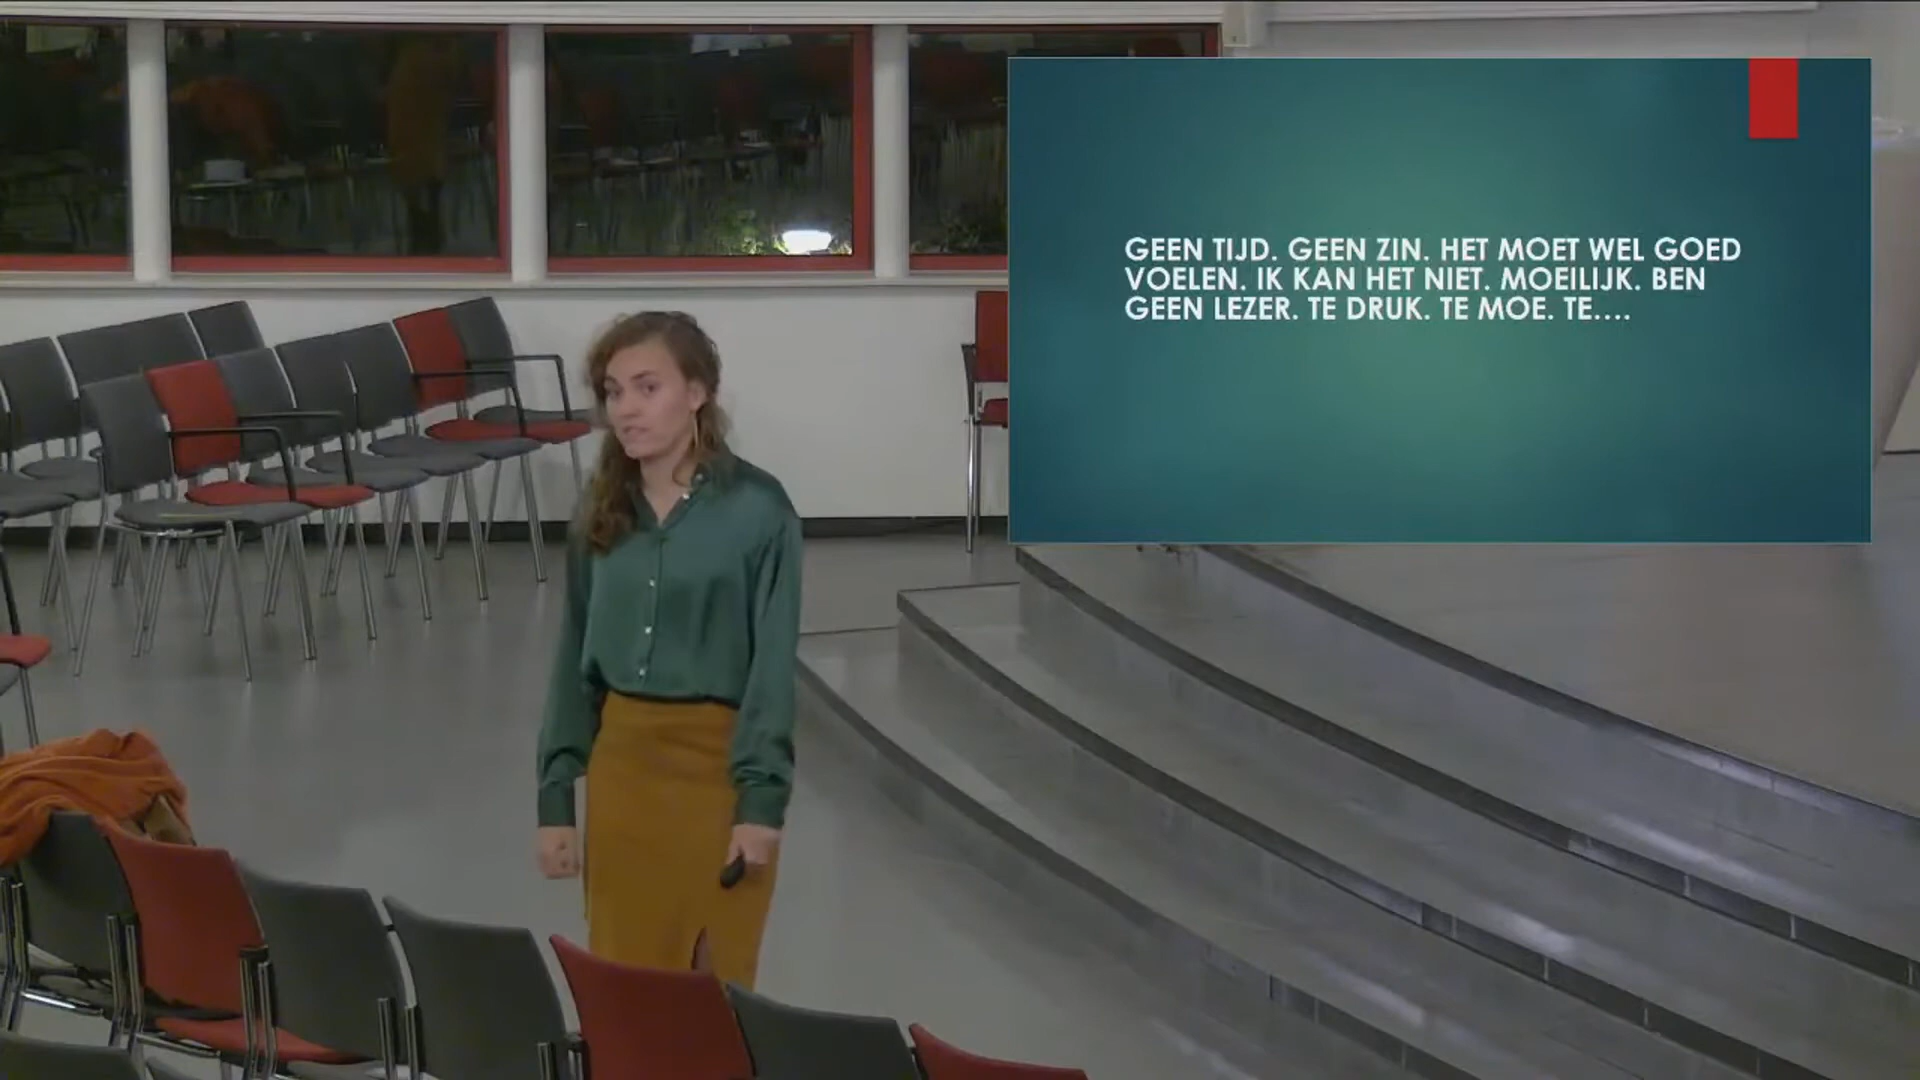 GEEN TIJD. GEEN ZIN. HET MOET WEL GOED
VOELEN. IK KAN HET NIET. MOEILIJK. BEN
GEEN LEZER. TE DRUK. TE MOE. TE....